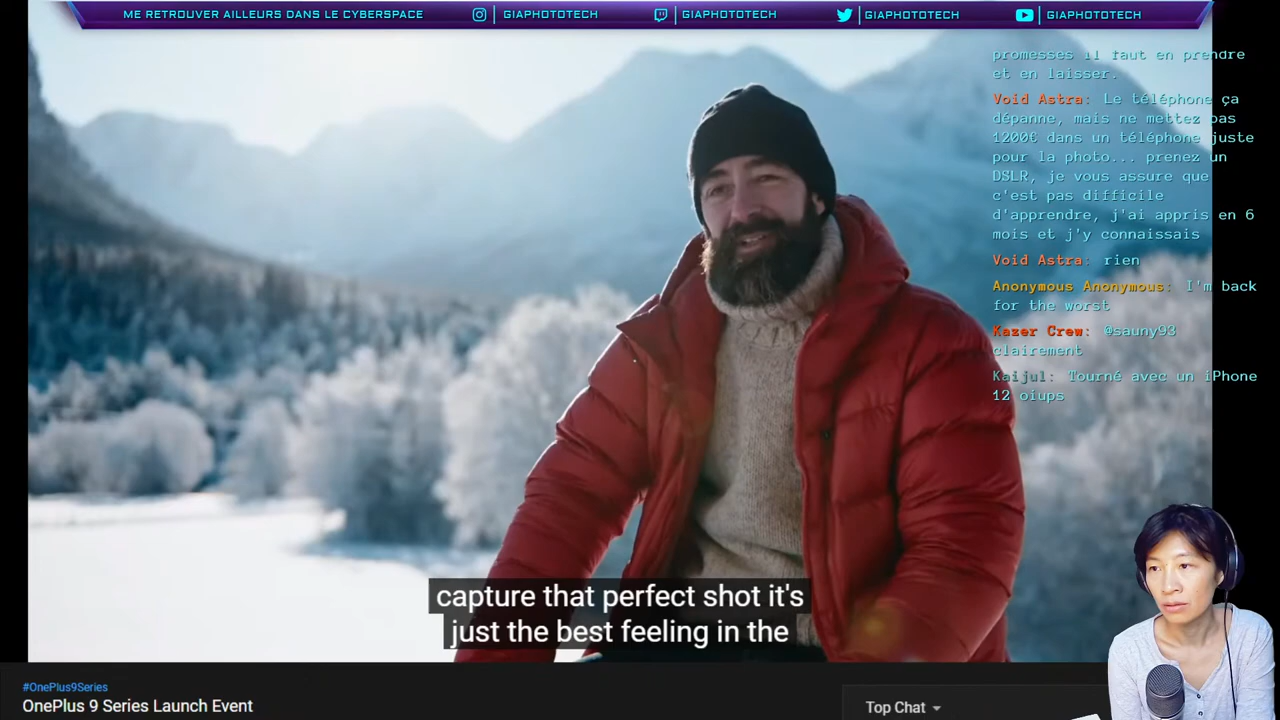 ME RETROUVER AILLEURS DANS LE CYBERSPACE
GIAPHOTOTECH
GIAPHOTOTECH
GIAPHOTOTECH
GIAPHOTOTECH
promesses il faut en prendre
et en laisser.
Void Astra: Le téléphone ça
dépanne, mais ne mettez pas
1200€ dans un téléphone juste
pour la photo... prenez un
DSLR, je vous assure que
c'est pas difficile
d'apprendre, j'ai appris en 6
mois et j'y connaissais
Void Astra: rien
Anonymous Anonymous: I'm back
for the worst
Kazer Crew: @sauny93
clairement
Kaijul: Tourné avec un iPhone
12 oiups
capture that perfect shot it's
just the best feeling in the
#OnePlus9Series
OnePlus 9 Series Launch Event
Top Chat